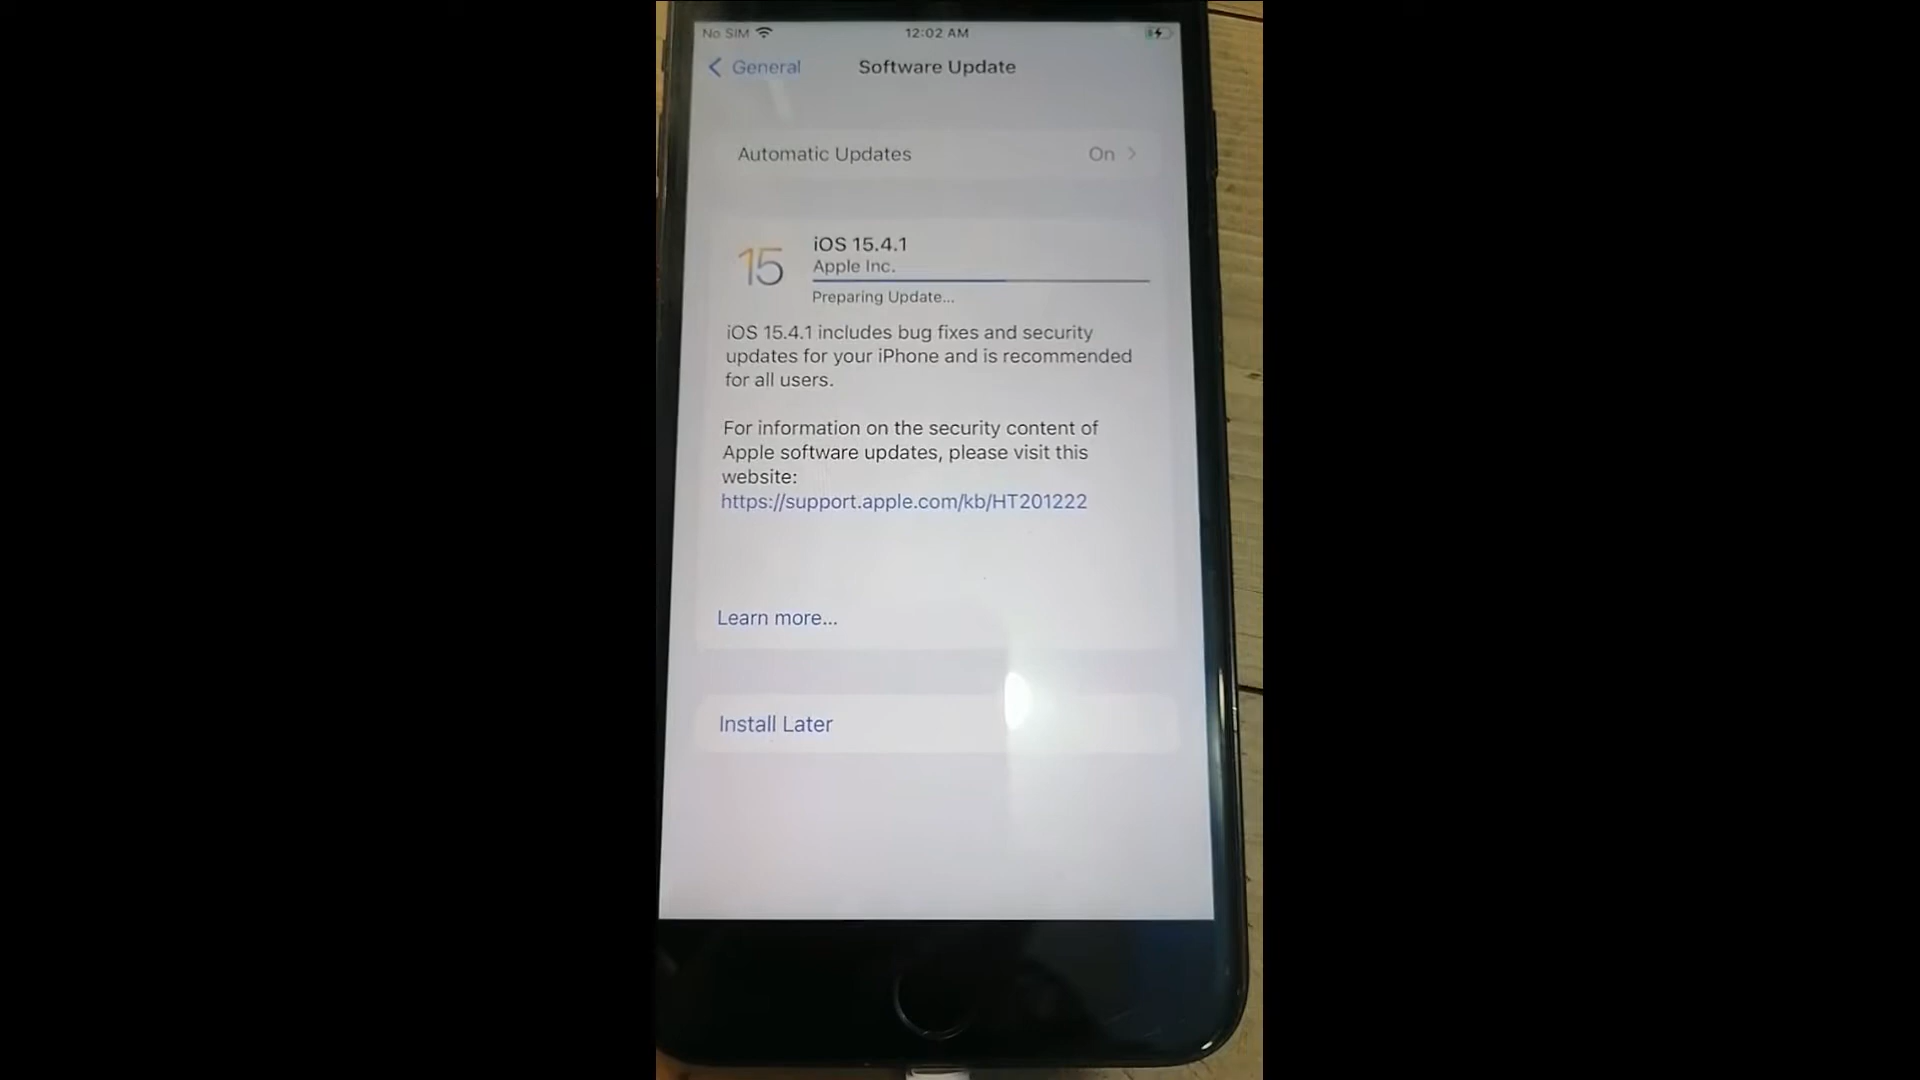 No SIM 12:02 AM
General Software Update
Automatic Updates On
15 iOS 15.4.1
Apple Inc.
Preparing Update...
iOS 15.4.1 includes bug fixes and security
updates for your iPhone and is recommended
for all users.
For information on the security content of
Apple software updates, please visit this
website:
https://support.apple.com/kb/HT201222
Learn more...
Install Later